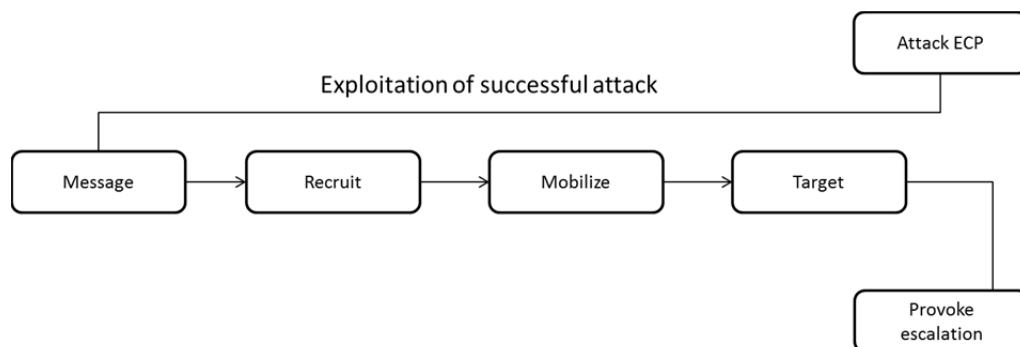 Attack ECP
Exploitation of successful attack
Message
Recruit
Mobilize
Target
Provoke
escalation